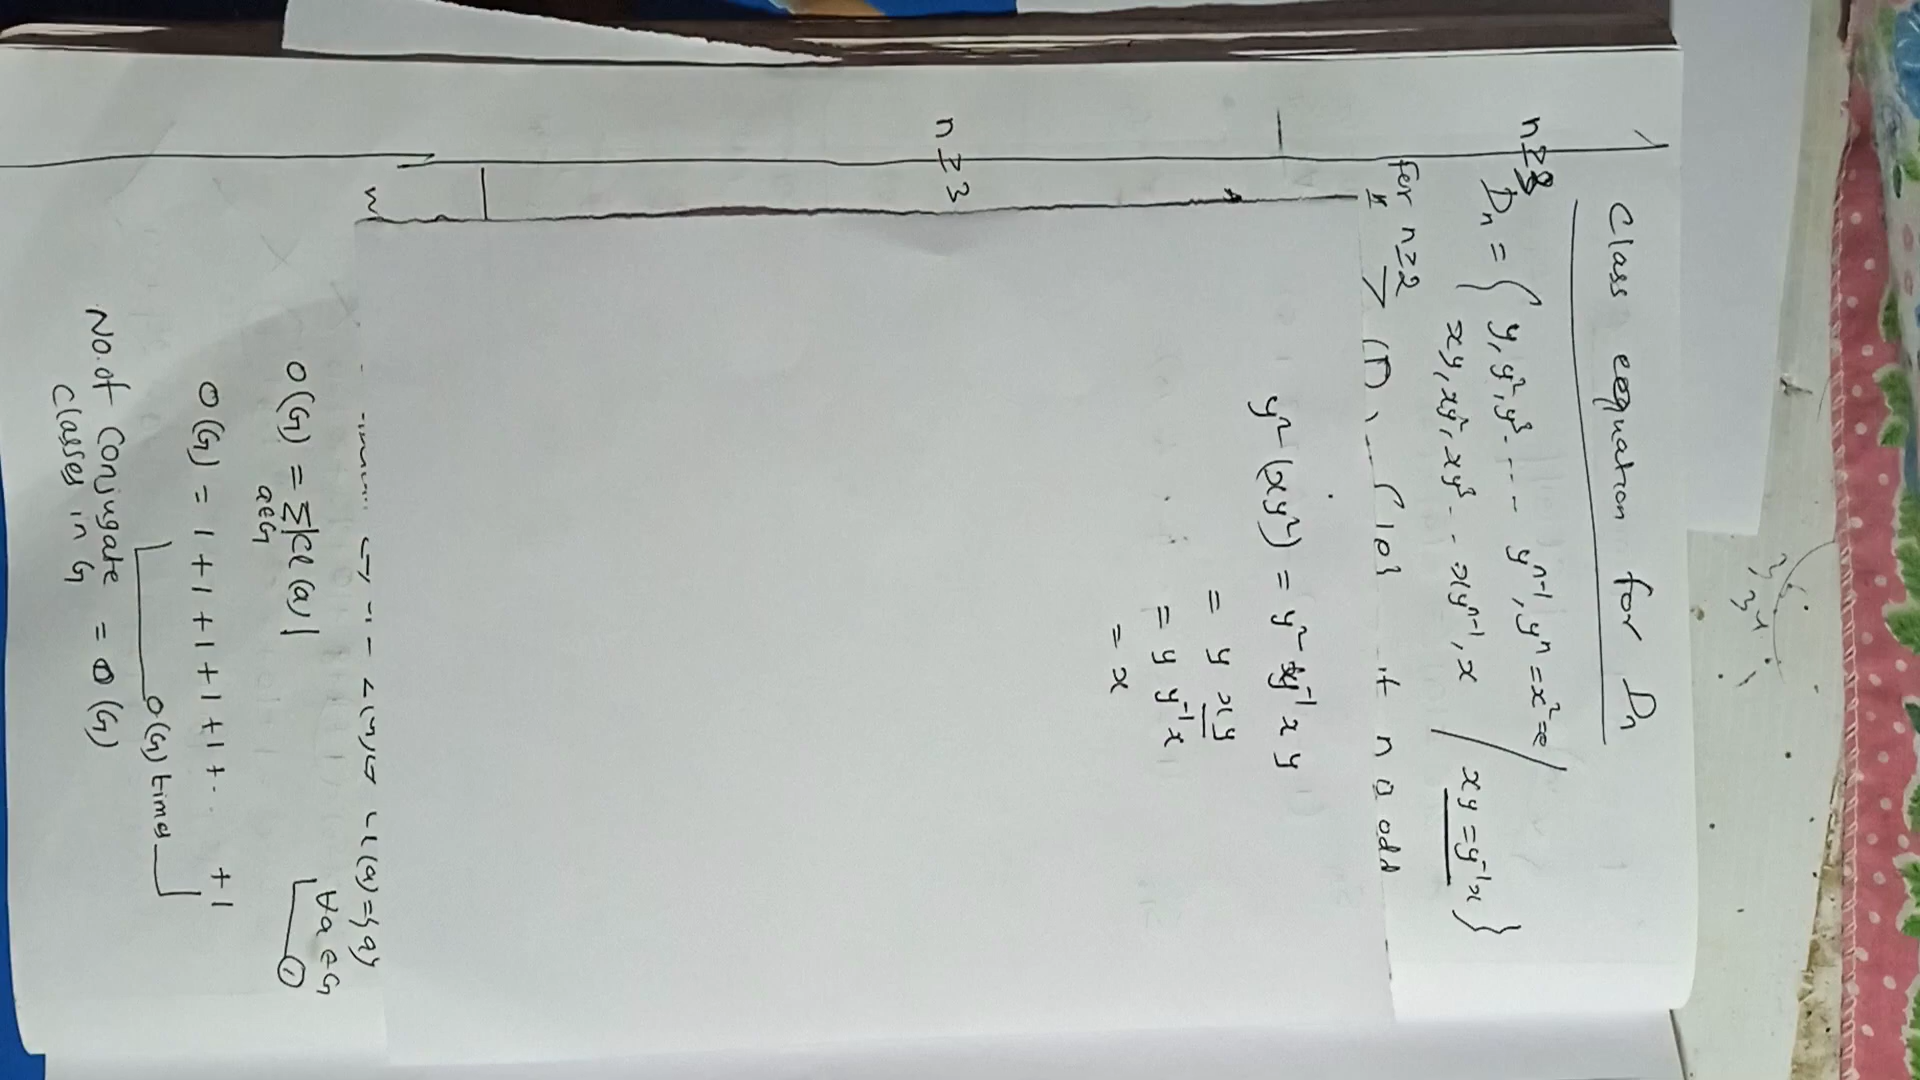 Class equation for Dn
n≥3
Dn = { y, y², y³ .... yⁿ⁻¹, yⁿ = x² = e
xy, xy², xy³ .. xyⁿ⁻¹, x / xy = y⁻¹x }
For n≥2
if n is odd
n≥3
y²(xy²) = y² y⁻¹ x y
= y xy
= y y⁻¹ x
= x
Cl(a) = {a}
∀a∈G
①
O(G) = Σ |Cl(a)|
a∈G
O(G) = 1+1+1+1+1+.. +1
O(G) times
No. of Conjugate = O(G)
Classes in G